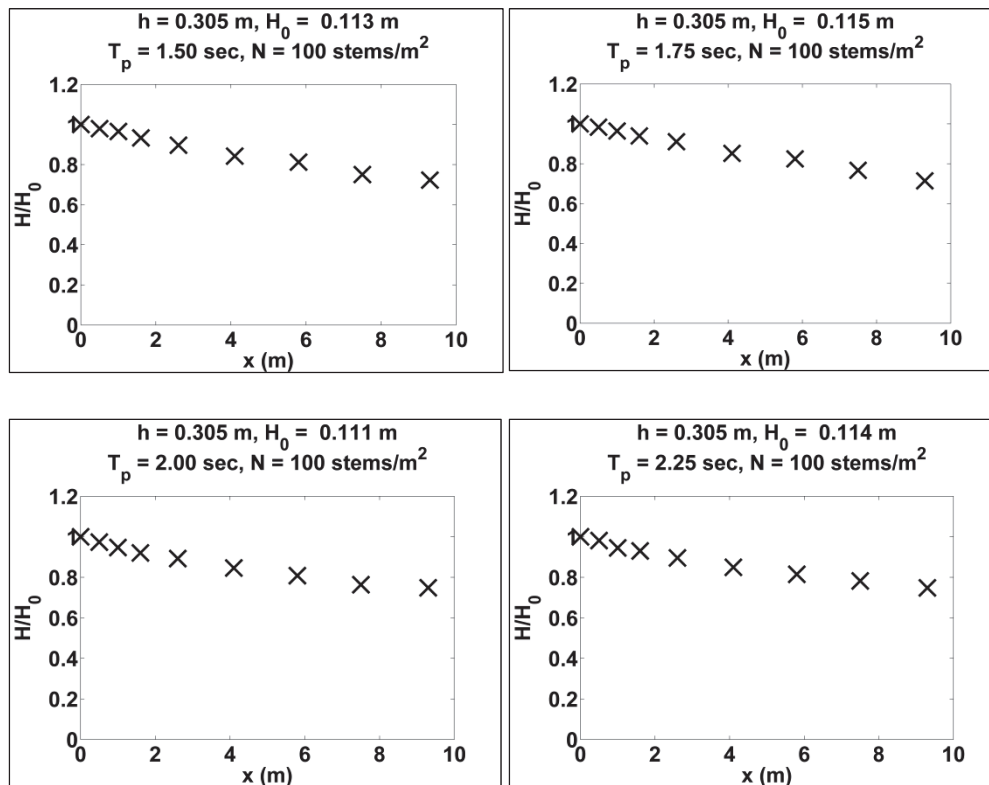 h = 0.305 m, H₀ = 0.113 m
Tₚ = 1.50 sec, N = 100 stems/m²
1.2
1
0.8
0.6
0.4
0.2
0
H/H₀
0 2 4 6 8 10
x (m)
h = 0.305 m, H₀ = 0.115 m
Tₚ = 1.75 sec, N = 100 stems/m²
1.2
1
0.8
0.6
0.4
0.2
0
H/H₀
0 2 4 6 8 10
x (m)
h = 0.305 m, H₀ = 0.111 m
Tₚ = 2.00 sec, N = 100 stems/m²
1.2
1
0.8
0.6
0.4
0.2
0
H/H₀
0 2 4 6 8 10
x (m)
h = 0.305 m, H₀ = 0.114 m
Tₚ = 2.25 sec, N = 100 stems/m²
1.2
1
0.8
0.6
0.4
0.2
0
H/H₀
0 2 4 6 8 10
x (m)